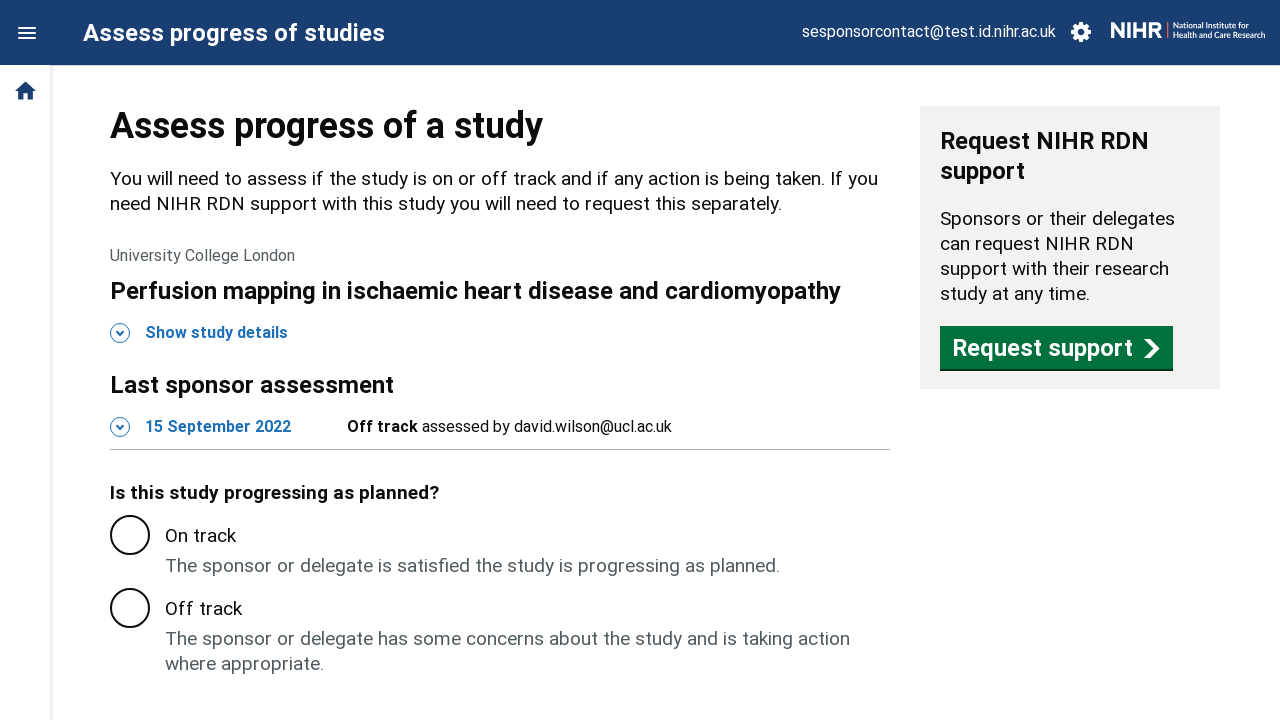 Assess progress of studies
sesponsorcontact@test.id.nihr.ac.uk
NIHR
National Institute for
Health and Care Research
Assess progress of a study
You will need to assess if the study is on or off track and if any action is being taken. If you
need NIHR RDN support with this study you will need to request this separately.
University College London
Perfusion mapping in ischaemic heart disease and cardiomyopathy
Show study details
Last sponsor assessment
15 September 2022
Off track assessed by david.wilson@ucl.ac.uk
Is this study progressing as planned?
On track
The sponsor or delegate is satisfied the study is progressing as planned.
Off track
The sponsor or delegate has some concerns about the study and is taking action
where appropriate.
Request NIHR RDN
support
Sponsors or their delegates
can request NIHR RDN
support with their research
study at any time.
Request support